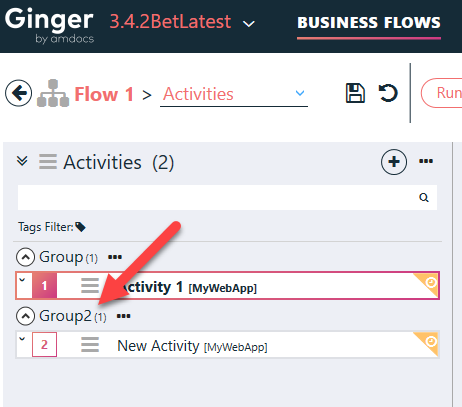 Ginger 3.4.2BetLatest BUSINESS FLOWS
by amdocs
Flow 1 > Activities Run
Activities (2)
Tags Filter:
Group (1)
1 Activity 1 [MyWebApp]
Group2 (1)
2 New Activity [MyWebApp]